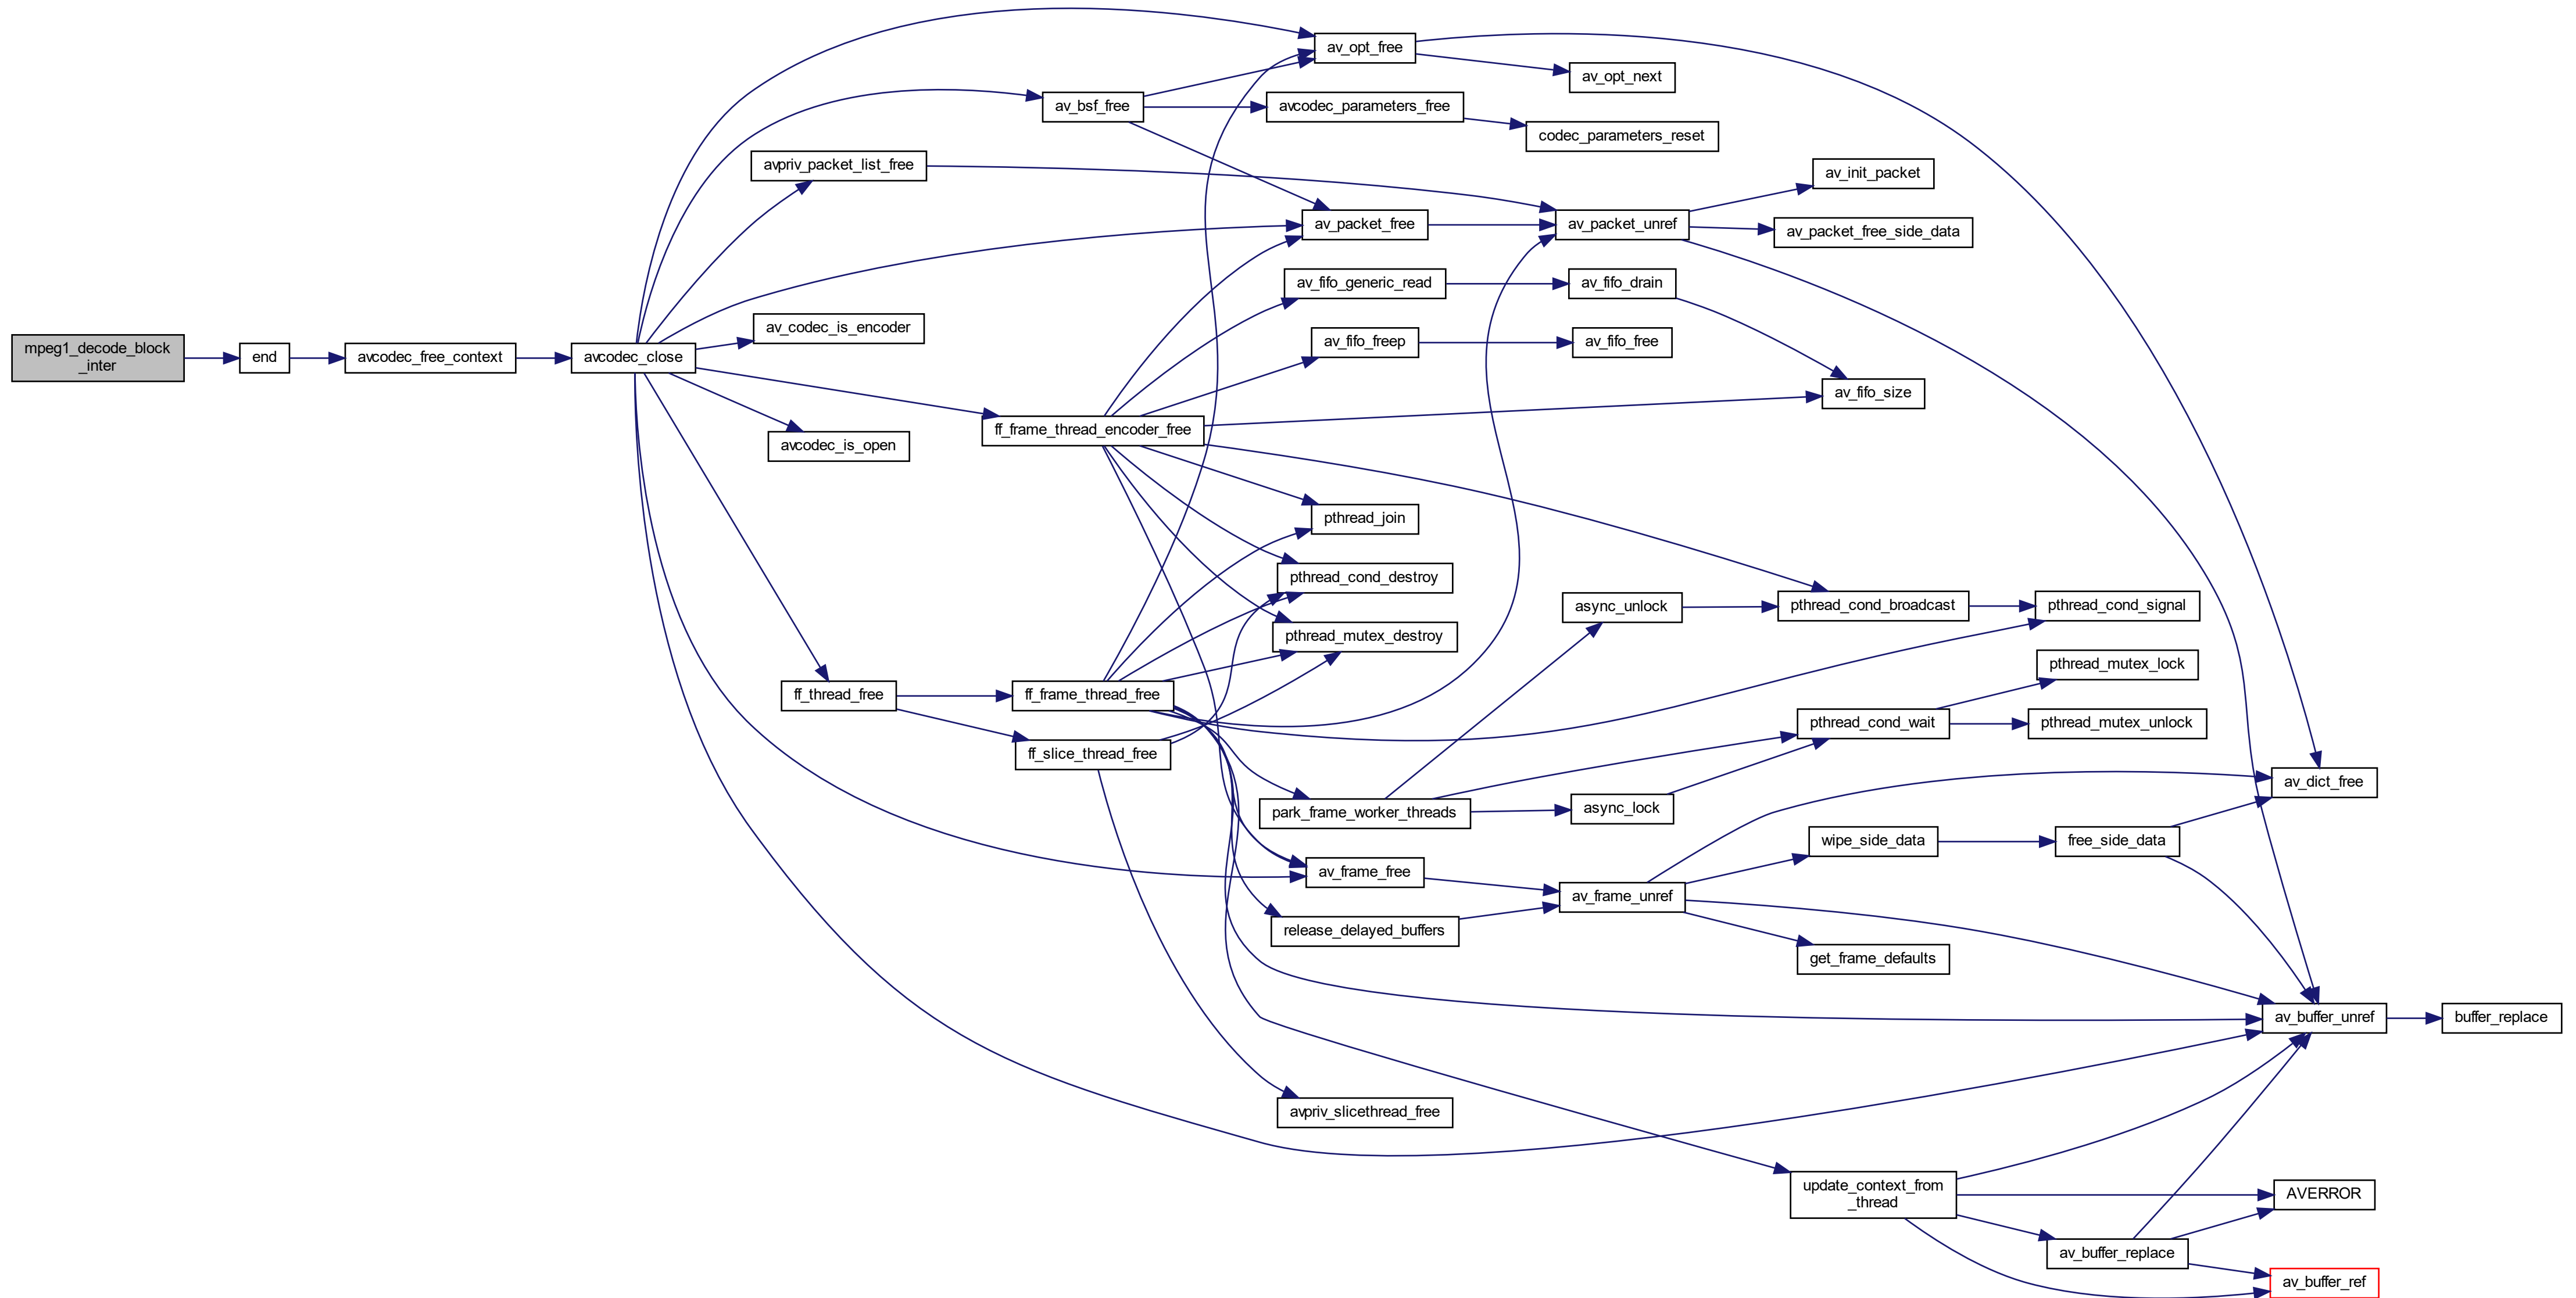 mpeg1_decode_block
_inter
end
avcodec_free_context
avcodec_close
av_opt_free
av_opt_next
av_bsf_free
avcodec_parameters_free
codec_parameters_reset
avpriv_packet_list_free
av_init_packet
av_packet_free
av_packet_unref
av_packet_free_side_data
av_fifo_generic_read
av_fifo_drain
av_codec_is_encoder
av_fifo_freep
av_fifo_free
av_fifo_size
ff_frame_thread_encoder_free
avcodec_is_open
pthread_join
pthread_cond_destroy
async_unlock
pthread_cond_broadcast
pthread_cond_signal
pthread_mutex_destroy
pthread_mutex_lock
ff_thread_free
ff_frame_thread_free
pthread_cond_wait
pthread_mutex_unlock
ff_slice_thread_free
av_dict_free
park_frame_worker_threads
async_lock
wipe_side_data
free_side_data
av_frame_free
av_frame_unref
release_delayed_buffers
get_frame_defaults
av_buffer_unref
buffer_replace
avpriv_slicethread_free
update_context_from
_thread
AVERROR
av_buffer_replace
av_buffer_ref